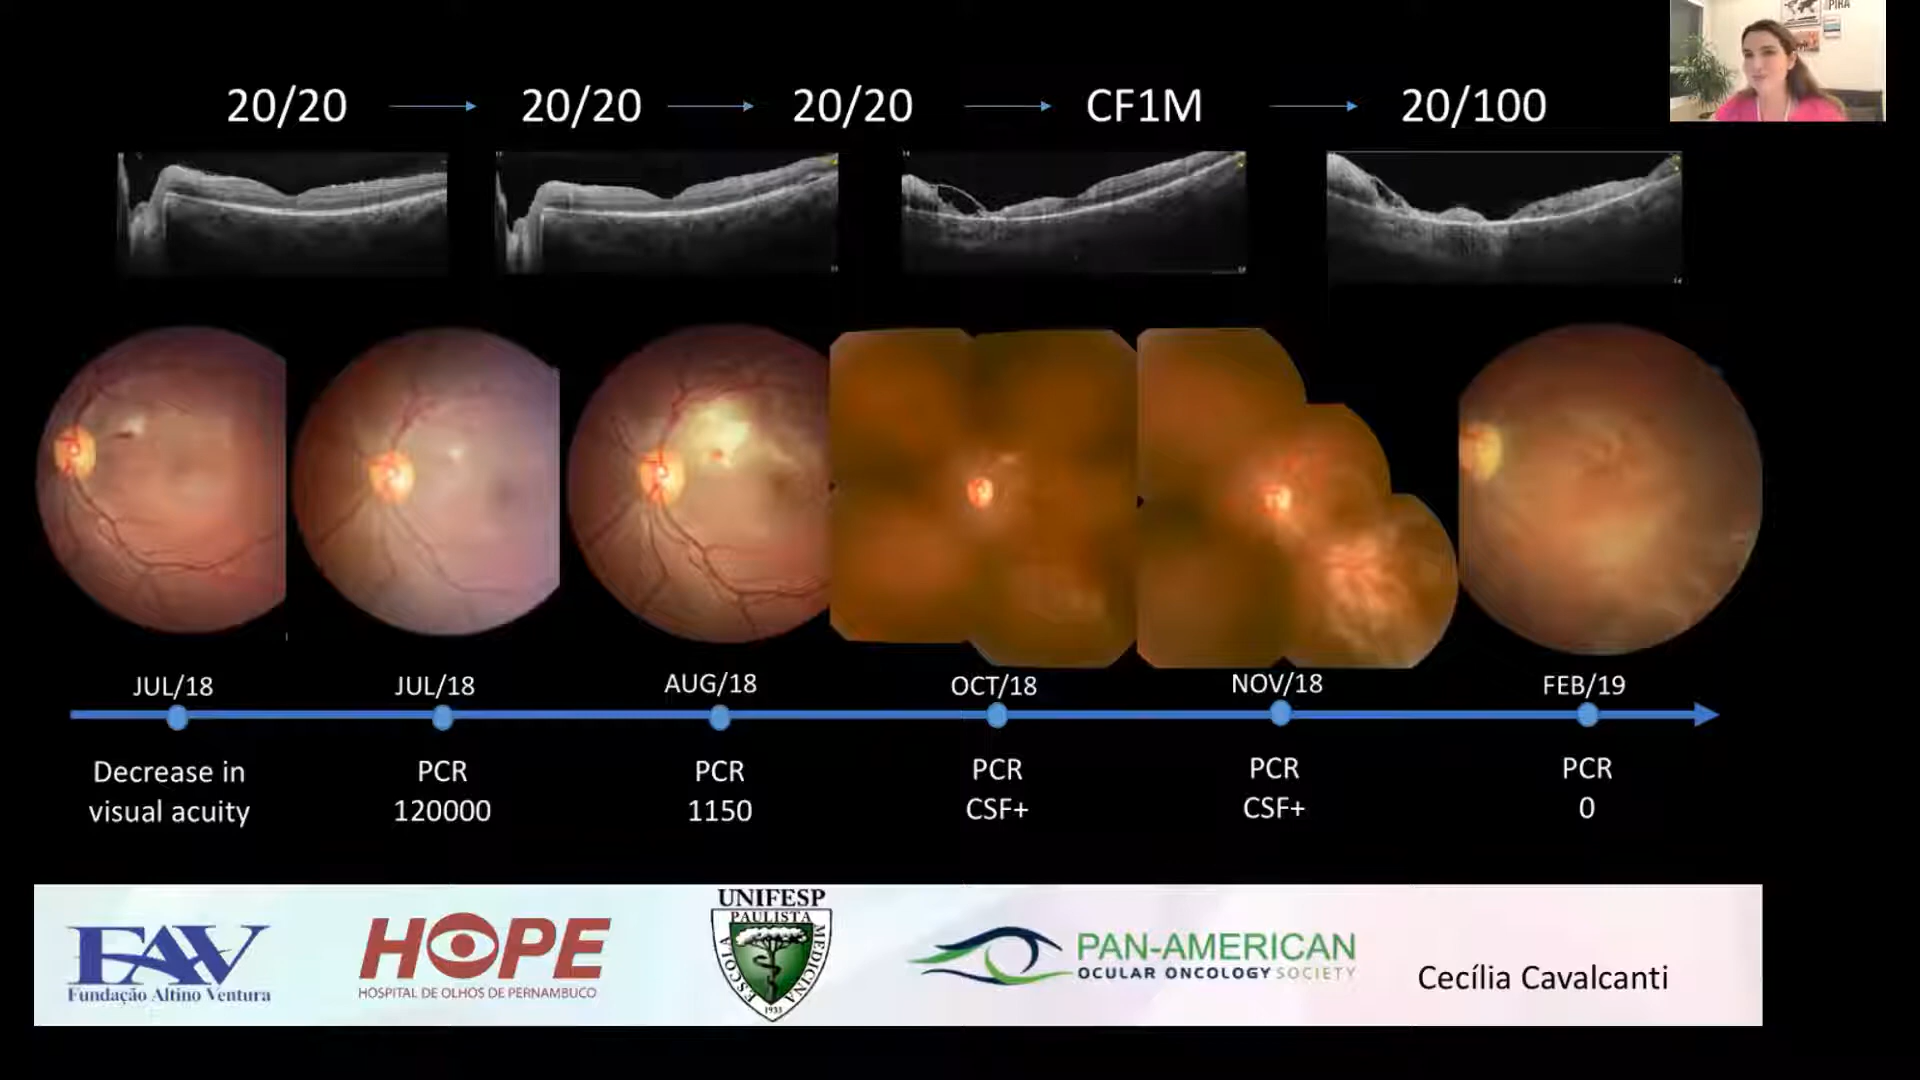 PIRA
20/20
20/20
20/20
CF1M
20/100
JUL/18
JUL/18
AUG/18
OCT/18
NOV/18
FEB/19
Decrease in
visual acuity
PCR
120000
PCR
1150
PCR
CSF+
PCR
CSF+
PCR
0
FAV
Fundação Altino Ventura
HOPE
HOSPITAL DE OLHOS DE PERNAMBUCO
UNIFESP
ESCOLA PAULISTA MEDICINA
1933
PAN-AMERICAN
OCULAR ONCOLOGY SOCIETY
Cecília Cavalcanti